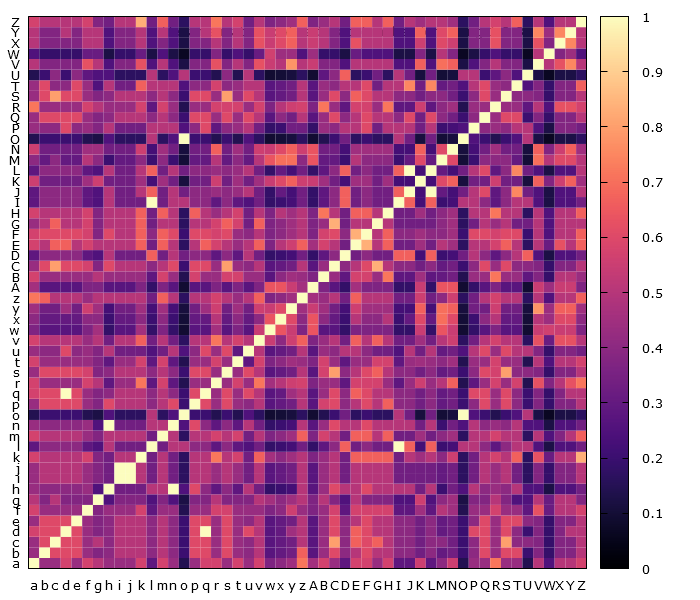 Z
Y
X
W
V
U
T
S
R
Q
P
O
N
M
L
K
J
I
H
G
F
E
D
C
B
A
z
y
x
w
v
u
t
s
r
q
p
o
n
m
l
k
j
i
h
g
f
e
d
c
b
a
a b c d e f g h i j k l m n o p q r s t u v w x y z A B C D E F G H I J K L M N O P Q R S T U V W X Y Z
1
0.9
0.8
0.7
0.6
0.5
0.4
0.3
0.2
0.1
0